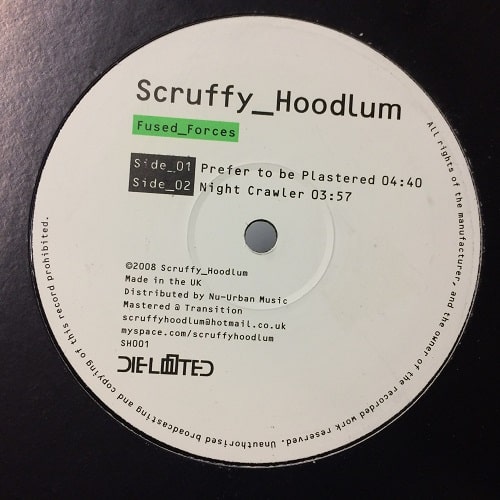 Scruffy_Hoodlum
Fused_Forces
Side_01 Prefer to be Plastered 04:40
Side_02 Night Crawler 03:57
©2008 Scruffy_Hoodlum
Made in the UK
Distributed by Nu-Urban Music
Mastered @ Transition
scruffyhoodlum@hotmail.co.uk
myspace.com/scruffyhoodlum
SH001
All rights of the manufacturer, and the owner of the recorded work reserved. Unauthorised broadcasting and copying of this record prohibited.